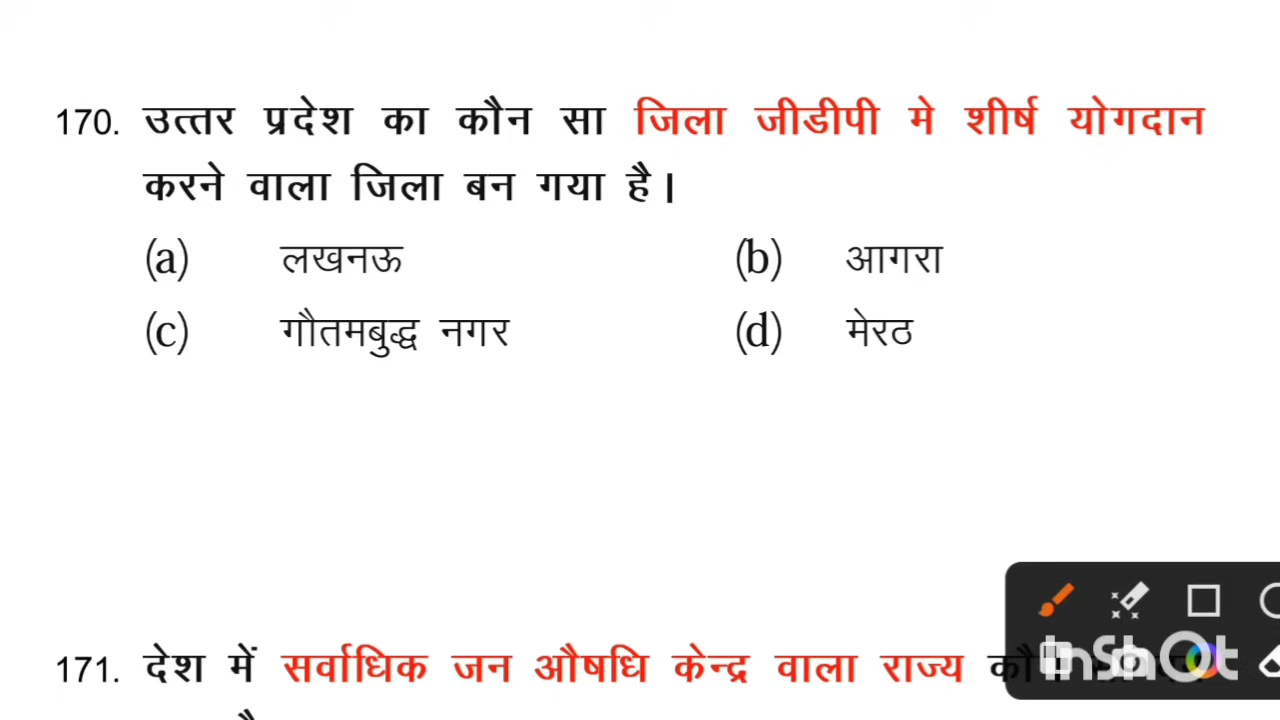 170. उत्तर प्रदेश का कौन सा जिला जीडीपी मे शीर्ष योगदान
करने वाला जिला बन गया है।
(a) लखनऊ (b) आगरा
(c) गौतमबुद्ध नगर (d) मेरठ
171. देश में सर्वाधिक जन औषधि केन्द्र वाला राज्य
InShOt